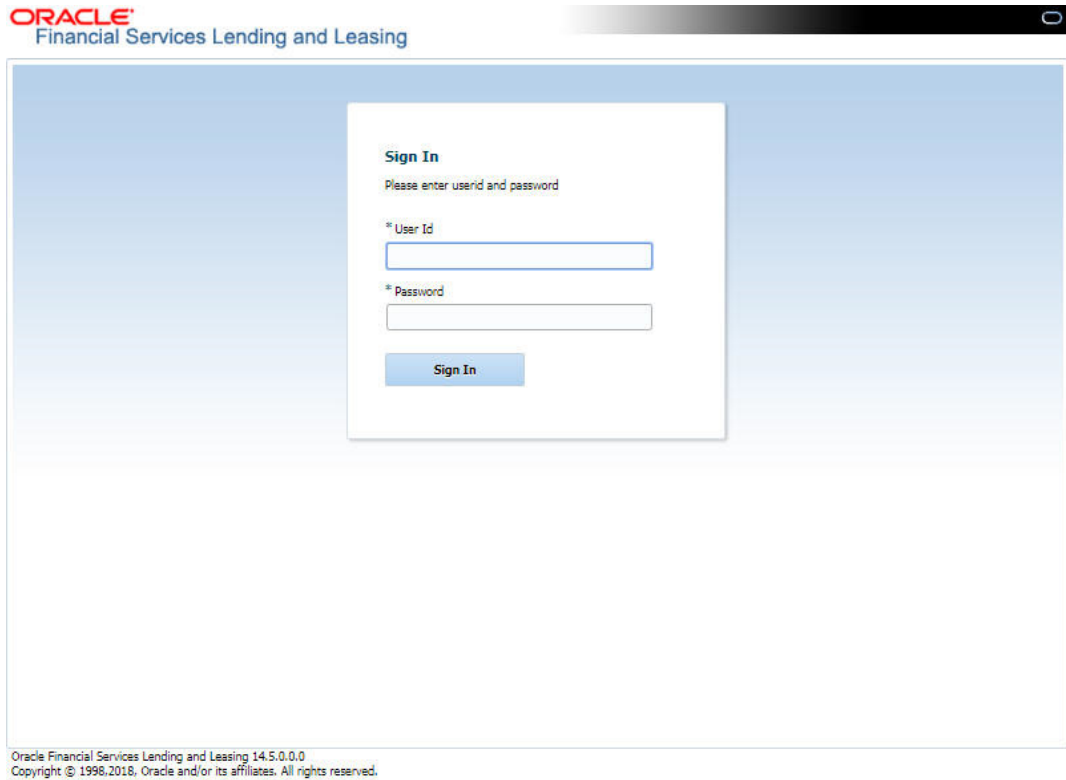 ORACLE'
Financial Services Lending and Leasing
Sign In
Please enter userid and password
* User Id
* Password
Sign In
Oracle Financial Services Lending and Leasing 14.5.0.0.0
Copyright © 1998,2018, Oracle and/or its affiliates. All rights reserved.